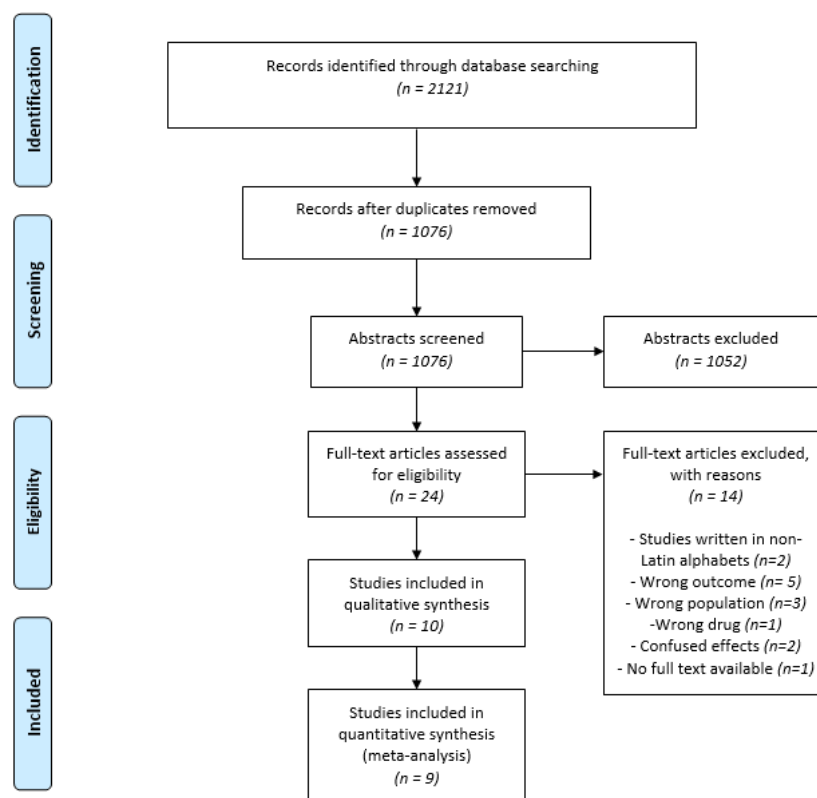 Identification
Records identified through database searching
(n = 2121)
Records after duplicates removed
(n = 1076)
Screening
Abstracts screened
(n = 1076)
Abstracts excluded
(n = 1052)
Eligibility
Full-text articles assessed
for eligibility
(n = 24)
Full-text articles excluded,
with reasons
(n = 14)
- Studies written in non-
Latin alphabets (n=2)
- Wrong outcome (n= 5)
- Wrong population (n=3)
-Wrong drug (n=1)
- Confused effects (n=2)
- No full text available (n=1)
Studies included in
qualitative synthesis
(n = 10)
Included
Studies included in
quantitative synthesis
(meta-analysis)
(n = 9)